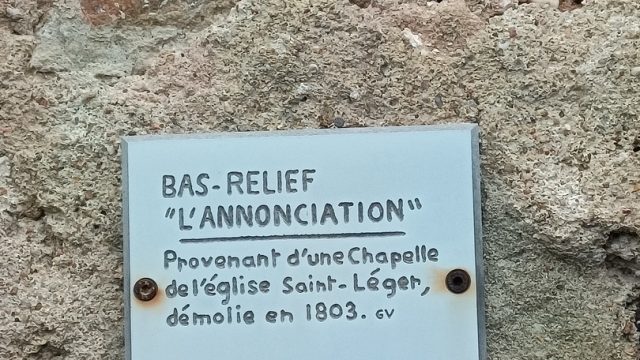 BAS-RELIEF
"L'ANNONCIATION"
Provenant d'une Chapelle
de l'église Saint-Léger,
démolie en 1803. GV